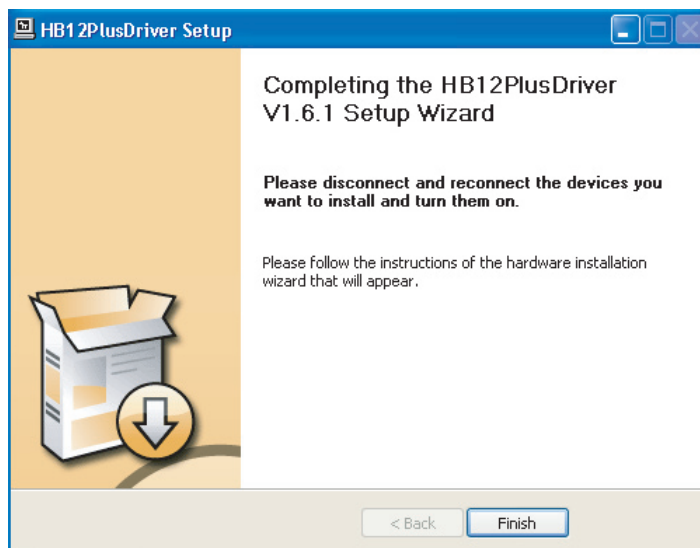 HB12PlusDriver Setup
Completing the HB12PlusDriver
V1.6.1 Setup Wizard
Please disconnect and reconnect the devices you
want to install and turn them on.
Please follow the instructions of the hardware installation
wizard that will appear.
< Back
Finish